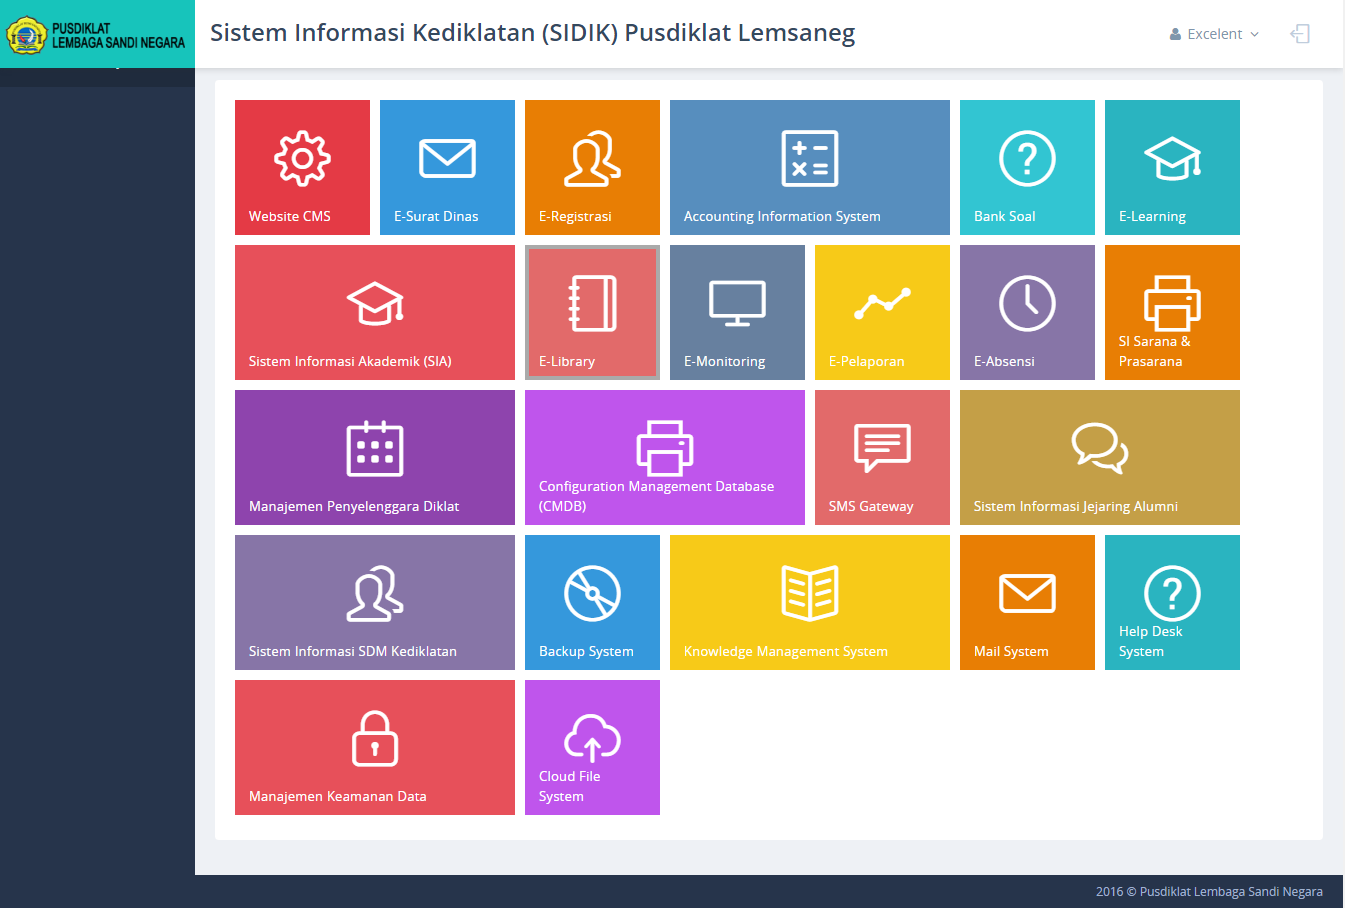 PUSDIKLAT
LEMBAGA SANDI NEGARA
Sistem Informasi Kediklatan (SIDIK) Pusdiklat Lemsaneg
Excelent
Website CMS
E-Surat Dinas
E-Registrasi
Accounting Information System
Bank Soal
E-Learning
Sistem Informasi Akademik (SIA)
E-Library
E-Monitoring
E-Pelaporan
E-Absensi
SI Sarana &
Prasarana
Manajemen Penyelenggara Diklat
Configuration Management Database
(CMDB)
SMS Gateway
Sistem Informasi Jejaring Alumni
Sistem Informasi SDM Kediklatan
Backup System
Knowledge Management System
Mail System
Help Desk
System
Manajemen Keamanan Data
Cloud File
System
2016 © Pusdiklat Lembaga Sandi Negara